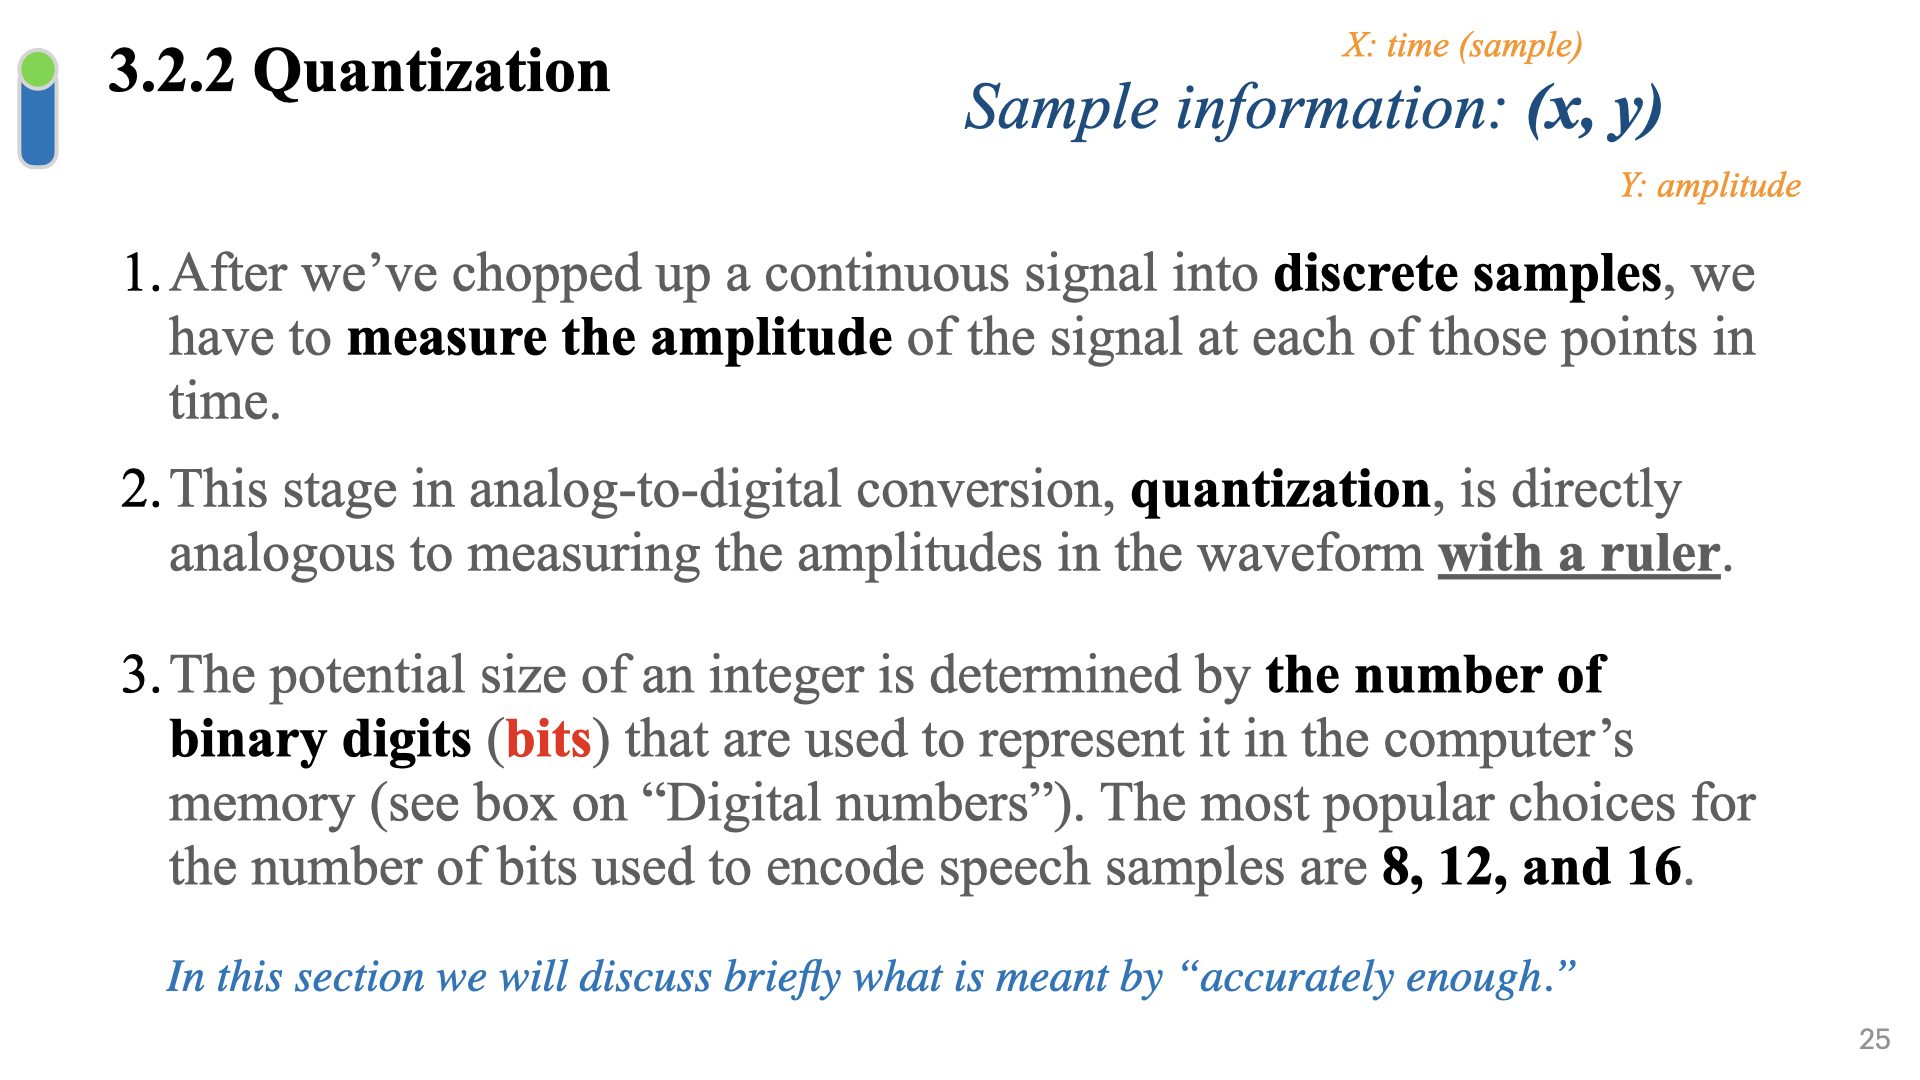 3.2.2 Quantization
X: time (sample)
Sample information: (x, y)
Y: amplitude
1. After we’ve chopped up a continuous signal into discrete samples, we
have to measure the amplitude of the signal at each of those points in
time.
2. This stage in analog-to-digital conversion, quantization, is directly
analogous to measuring the amplitudes in the waveform with a ruler.
3. The potential size of an integer is determined by the number of
binary digits (bits) that are used to represent it in the computer’s
memory (see box on “Digital numbers”). The most popular choices for
the number of bits used to encode speech samples are 8, 12, and 16.
In this section we will discuss briefly what is meant by “accurately enough.”
25